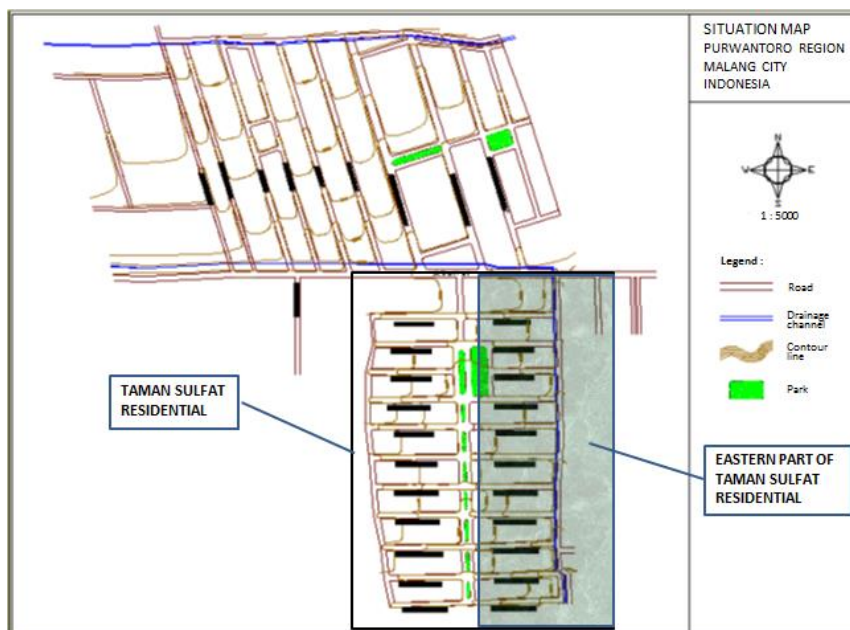 SITUATION MAP
PURWANTORO REGION
MALANG CITY
INDONESIA
N
W
E
S
1 : 5000
Legend :
Road
Drainage
channel
Contour
line
Park
TAMAN SULFAT
RESIDENTIAL
EASTERN PART OF
TAMAN SULFAT
RESIDENTIAL